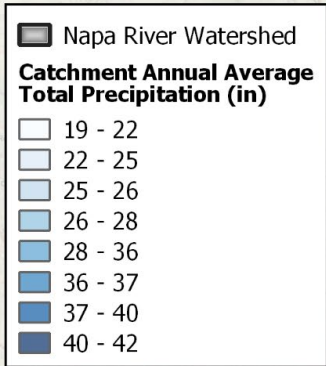 Napa River Watershed
Catchment Annual Average
Total Precipitation (in)
19 - 22
22 - 25
25 - 26
26 - 28
28 - 36
36 - 37
37 - 40
40 - 42